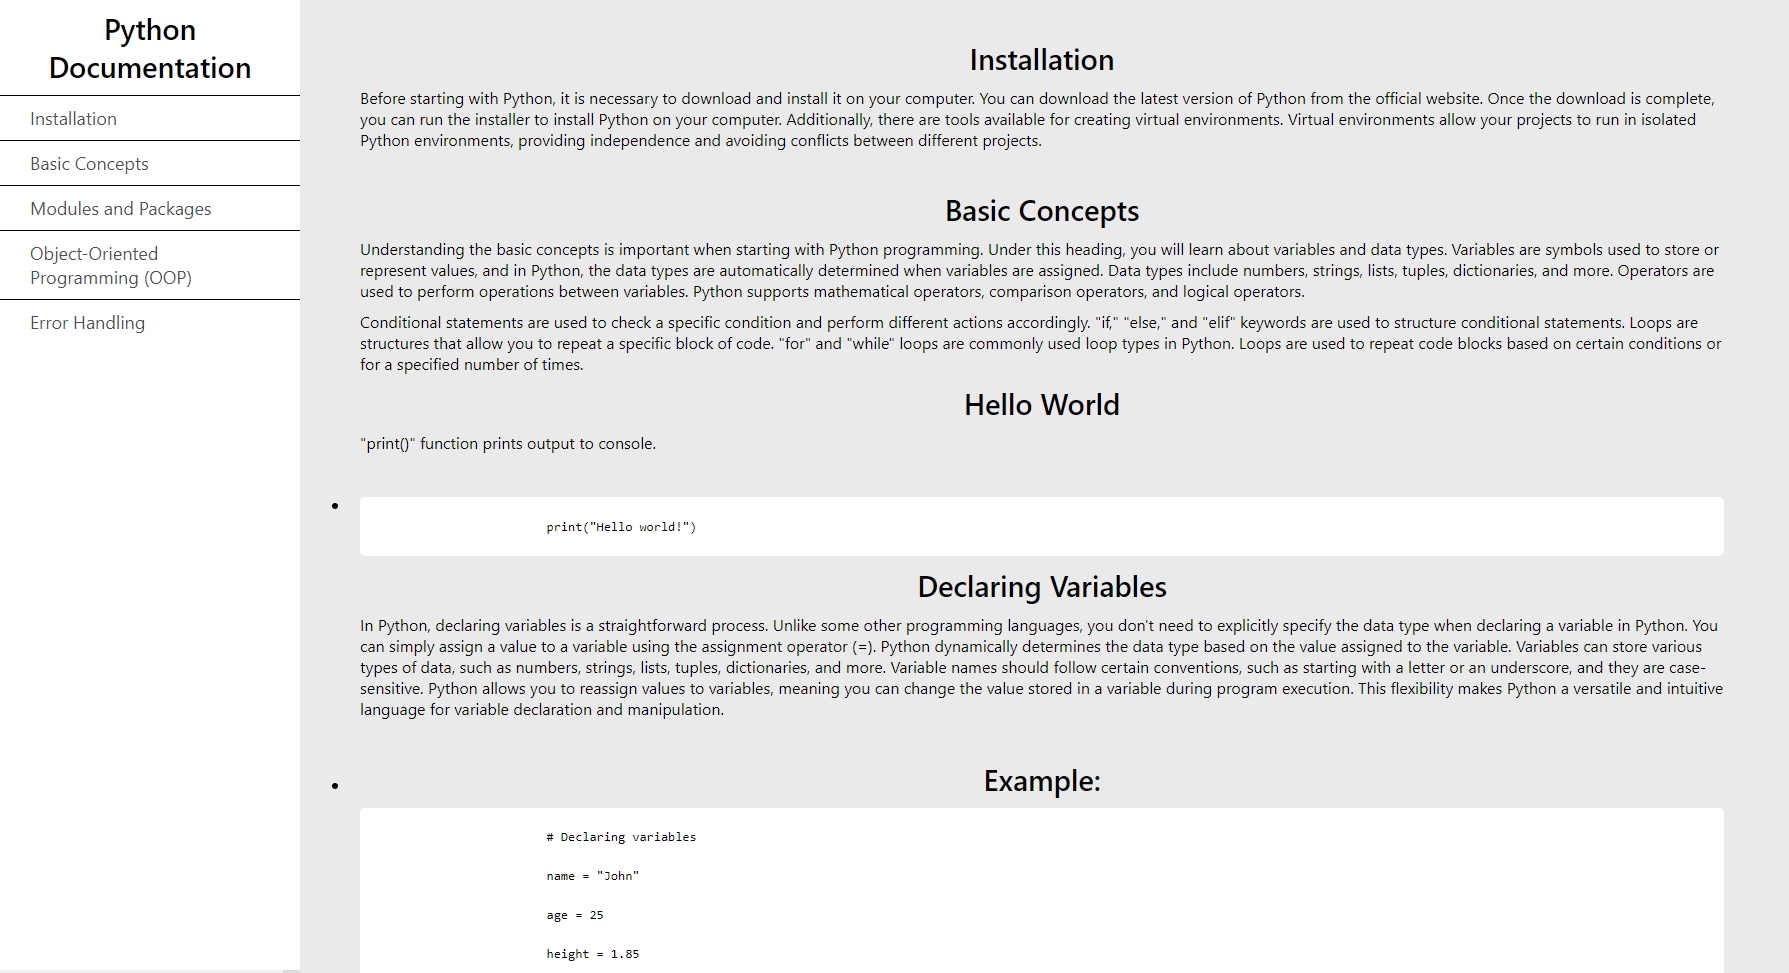 Python
Documentation
Installation
Basic Concepts
Modules and Packages
Object-Oriented
Programming (OOP)
Error Handling
Installation
Before starting with Python, it is necessary to download and install it on your computer. You can download the latest version of Python from the official website. Once the download is complete,
you can run the installer to install Python on your computer. Additionally, there are tools available for creating virtual environments. Virtual environments allow your projects to run in isolated
Python environments, providing independence and avoiding conflicts between different projects.
Basic Concepts
Understanding the basic concepts is important when starting with Python programming. Under this heading, you will learn about variables and data types. Variables are symbols used to store or
represent values, and in Python, the data types are automatically determined when variables are assigned. Data types include numbers, strings, lists, tuples, dictionaries, and more. Operators are
used to perform operations between variables. Python supports mathematical operators, comparison operators, and logical operators.
Conditional statements are used to check a specific condition and perform different actions accordingly. "if," "else," and "elif" keywords are used to structure conditional statements. Loops are
structures that allow you to repeat a specific block of code. "for" and "while" loops are commonly used loop types in Python. Loops are used to repeat code blocks based on certain conditions or
for a specified number of times.
Hello World
"print()" function prints output to console.
print("Hello world!")
Declaring Variables
In Python, declaring variables is a straightforward process. Unlike some other programming languages, you don't need to explicitly specify the data type when declaring a variable in Python. You
can simply assign a value to a variable using the assignment operator (=). Python dynamically determines the data type based on the value assigned to the variable. Variables can store various
types of data, such as numbers, strings, lists, tuples, dictionaries, and more. Variable names should follow certain conventions, such as starting with a letter or an underscore, and they are case-
sensitive. Python allows you to reassign values to variables, meaning you can change the value stored in a variable during program execution. This flexibility makes Python a versatile and intuitive
language for variable declaration and manipulation.
Example:
# Declaring variables
name = "John"
age = 25
height = 1.85